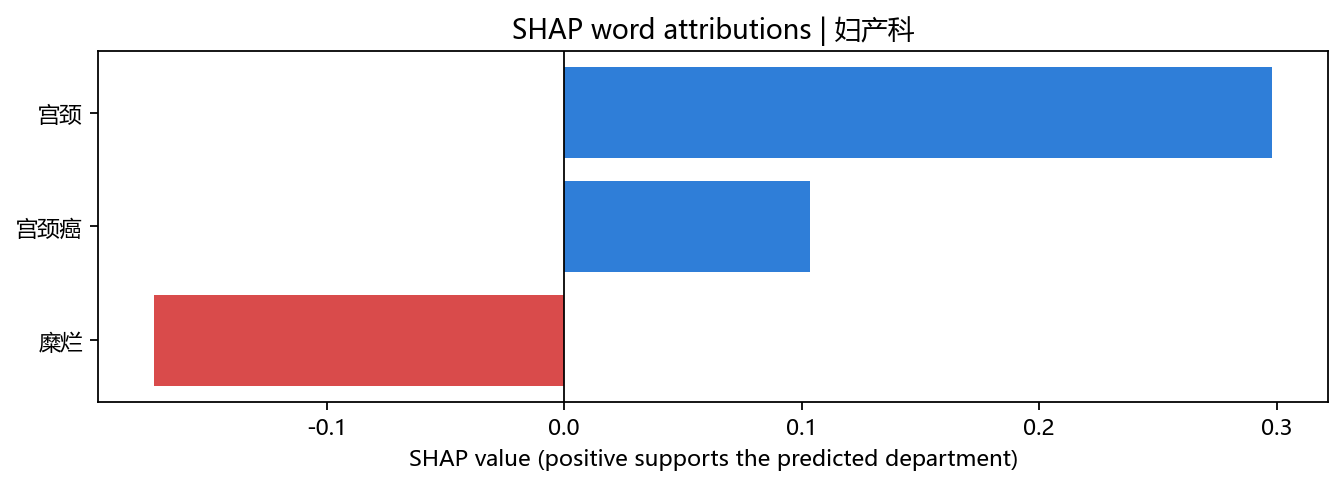 SHAP word attributions | 妇产科
宫颈
宫颈癌
糜烂
-0.1 0.0 0.1 0.2 0.3
SHAP value (positive supports the predicted department)